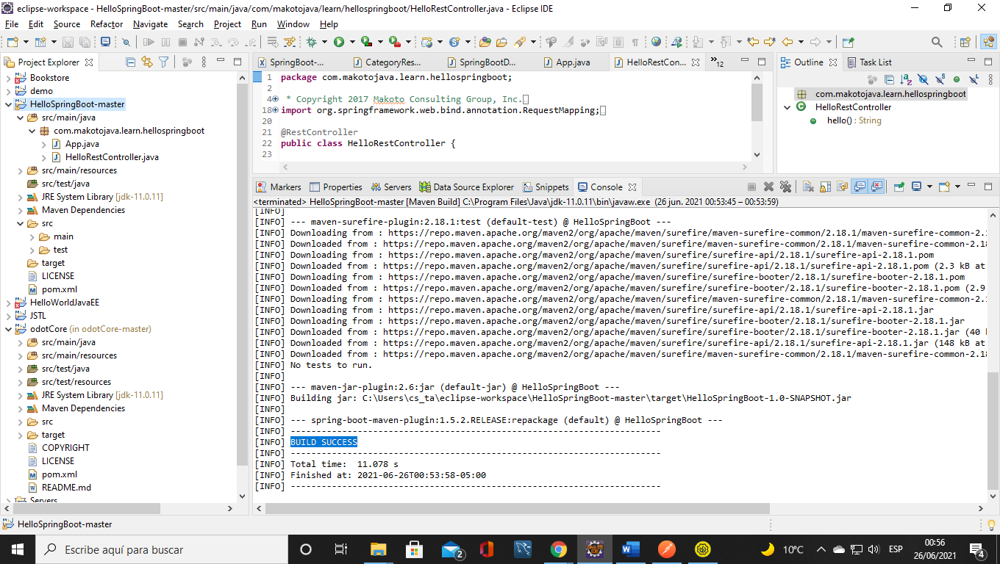 eclipse-workspace - HelloSpringBoot-master/src/main/java/com/makotojava/learn/hellospringboot/HelloRestController.java - Eclipse IDE
File Edit Source Refactor Navigate Search Project Run Window Help
Project Explorer
Bookstore
demo
HelloSpringBoot-master
src/main/java
com.makotojava.learn.hellospringboot
App.java
HelloRestController.java
src/main/resources
src/test/java
JRE System Library [jdk-11.0.11]
Maven Dependencies
src
main
test
target
LICENSE
pom.xml
HelloWorldJavaEE
JSTL
odotCore (in odotCore-master)
src/main/java
src/main/resources
src/test/java
src/test/resources
JRE System Library [jdk-11.0.11]
Maven Dependencies
src
target
COPYRIGHT
LICENSE
pom.xml
README.md
Servers
SpringBoot-... CategoryRes... SpringBootD... App.java HelloRestCon... 12
1 package com.makotojava.learn.hellospringboot;
2
4 * Copyright 2017 Makoto Consulting Group, Inc.
18 import org.springframework.web.bind.annotation.RequestMapping;
20
21 @RestController
22 public class HelloRestController {
23
Outline Task List
com.makotojava.learn.hellospringboot
HelloRestController
hello() : String
Markers Properties Servers Data Source Explorer Snippets Console
<terminated> HelloSpringBoot-master [Maven Build] C:\Program Files\Java\jdk-11.0.11\bin\javaw.exe (26 jun. 2021 00:53:45 – 00:53:59)
[INFO]
[INFO] --- maven-surefire-plugin:2.18.1:test (default-test) @ HelloSpringBoot ---
[INFO] Downloading from : https://repo.maven.apache.org/maven2/org/apache/maven/surefire/maven-surefire-common/2.18.1/maven-surefire-common-2.1
[INFO] Downloaded from : https://repo.maven.apache.org/maven2/org/apache/maven/surefire/maven-surefire-common/2.18.1/maven-surefire-common-2.18
[INFO] Downloading from : https://repo.maven.apache.org/maven2/org/apache/maven/surefire/surefire-api/2.18.1/surefire-api-2.18.1.pom
[INFO] Downloaded from : https://repo.maven.apache.org/maven2/org/apache/maven/surefire/surefire-api/2.18.1/surefire-api-2.18.1.pom (2.3 kB at
[INFO] Downloading from : https://repo.maven.apache.org/maven2/org/apache/maven/surefire/surefire-booter/2.18.1/surefire-booter-2.18.1.pom
[INFO] Downloaded from : https://repo.maven.apache.org/maven2/org/apache/maven/surefire/surefire-booter/2.18.1/surefire-booter-2.18.1.pom (2.9
[INFO] Downloading from : https://repo.maven.apache.org/maven2/org/apache/maven/surefire/maven-surefire-common/2.18.1/maven-surefire-common-2.1
[INFO] Downloading from : https://repo.maven.apache.org/maven2/org/apache/maven/surefire/surefire-api/2.18.1/surefire-api-2.18.1.jar
[INFO] Downloading from : https://repo.maven.apache.org/maven2/org/apache/maven/surefire/surefire-booter/2.18.1/surefire-booter-2.18.1.jar
[INFO] Downloaded from : https://repo.maven.apache.org/maven2/org/apache/maven/surefire/surefire-booter/2.18.1/surefire-booter-2.18.1.jar (40 k
[INFO] Downloaded from : https://repo.maven.apache.org/maven2/org/apache/maven/surefire/surefire-api/2.18.1/surefire-api-2.18.1.jar (148 kB at
[INFO] Downloaded from : https://repo.maven.apache.org/maven2/org/apache/maven/surefire/maven-surefire-common/2.18.1/maven-surefire-common-2.18
[INFO] No tests to run.
[INFO]
[INFO] --- maven-jar-plugin:2.6:jar (default-jar) @ HelloSpringBoot ---
[INFO] Building jar: C:\Users\cs_ta\eclipse-workspace\HelloSpringBoot-master\target\HelloSpringBoot-1.0-SNAPSHOT.jar
[INFO]
[INFO] --- spring-boot-maven-plugin:1.5.2.RELEASE:repackage (default) @ HelloSpringBoot ---
[INFO] ------------------------------------------------------------------------
[INFO] BUILD SUCCESS
[INFO] ------------------------------------------------------------------------
[INFO] Total time: 11.078 s
[INFO] Finished at: 2021-06-26T00:53:58-05:00
[INFO] ------------------------------------------------------------------------
HelloSpringBoot-master
Escribe aquí para buscar
2
10°C
ESP
00:56
26/06/2021
4